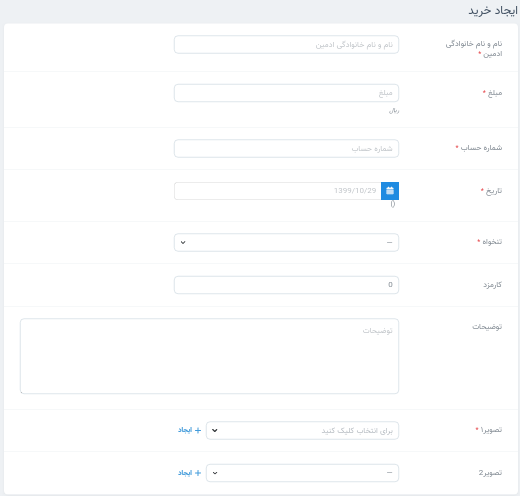 ایجاد خرید
نام و نام خانوادگی
ادمین *
نام و نام خانوادگی ادمین
مبلغ *
مبلغ
ریال
شماره حساب *
شماره حساب
تاریخ *
1399/10/29
()
تنخواه *
---
کارمزد
0
توضیحات
توضیحات
تصویر1 *
برای انتخاب کلیک کنید
+ ایجاد
تصویر2
---
+ ایجاد